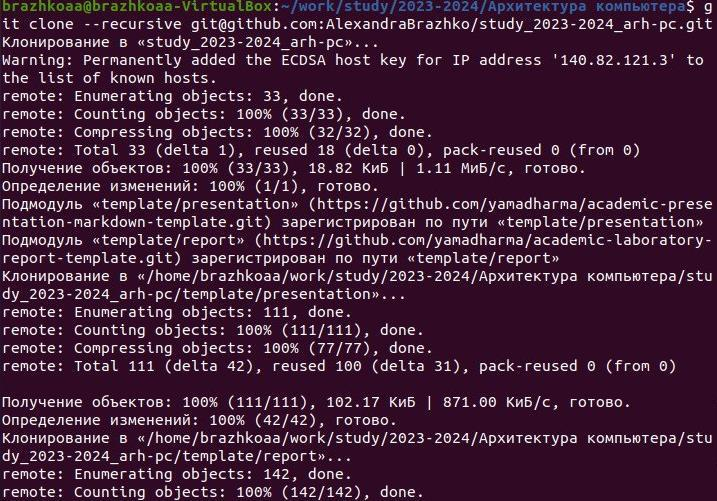 brazhkoaa@brazhkoaa-VirtualBox:~/work/study/2023-2024/Архитектура компьютера$ g
it clone --recursive git@github.com:AlexandraBrazhko/study_2023-2024_arh-pc.git
Клонирование в «study_2023-2024_arh-pc»...
Warning: Permanently added the ECDSA host key for IP address '140.82.121.3' to
the list of known hosts.
remote: Enumerating objects: 33, done.
remote: Counting objects: 100% (33/33), done.
remote: Compressing objects: 100% (32/32), done.
remote: Total 33 (delta 1), reused 18 (delta 0), pack-reused 0 (from 0)
Получение объектов: 100% (33/33), 18.82 КиБ | 1.11 МиБ/с, готово.
Определение изменений: 100% (1/1), готово.
Подмодуль «template/presentation» (https://github.com/yamadharma/academic-prese
ntation-markdown-template.git) зарегистрирован по пути «template/presentation»
Подмодуль «template/report» (https://github.com/yamadharma/academic-laboratory-
report-template.git) зарегистрирован по пути «template/report»
Клонирование в «/home/brazhkoaa/work/study/2023-2024/Архитектура компьютера/stu
dy_2023-2024_arh-pc/template/presentation»...
remote: Enumerating objects: 111, done.
remote: Counting objects: 100% (111/111), done.
remote: Compressing objects: 100% (77/77), done.
remote: Total 111 (delta 42), reused 100 (delta 31), pack-reused 0 (from 0)
Получение объектов: 100% (111/111), 102.17 КиБ | 871.00 КиБ/с, готово.
Определение изменений: 100% (42/42), готово.
Клонирование в «/home/brazhkoaa/work/study/2023-2024/Архитектура компьютера/stu
dy_2023-2024_arh-pc/template/report»...
remote: Enumerating objects: 142, done.
remote: Counting objects: 100% (142/142), done.